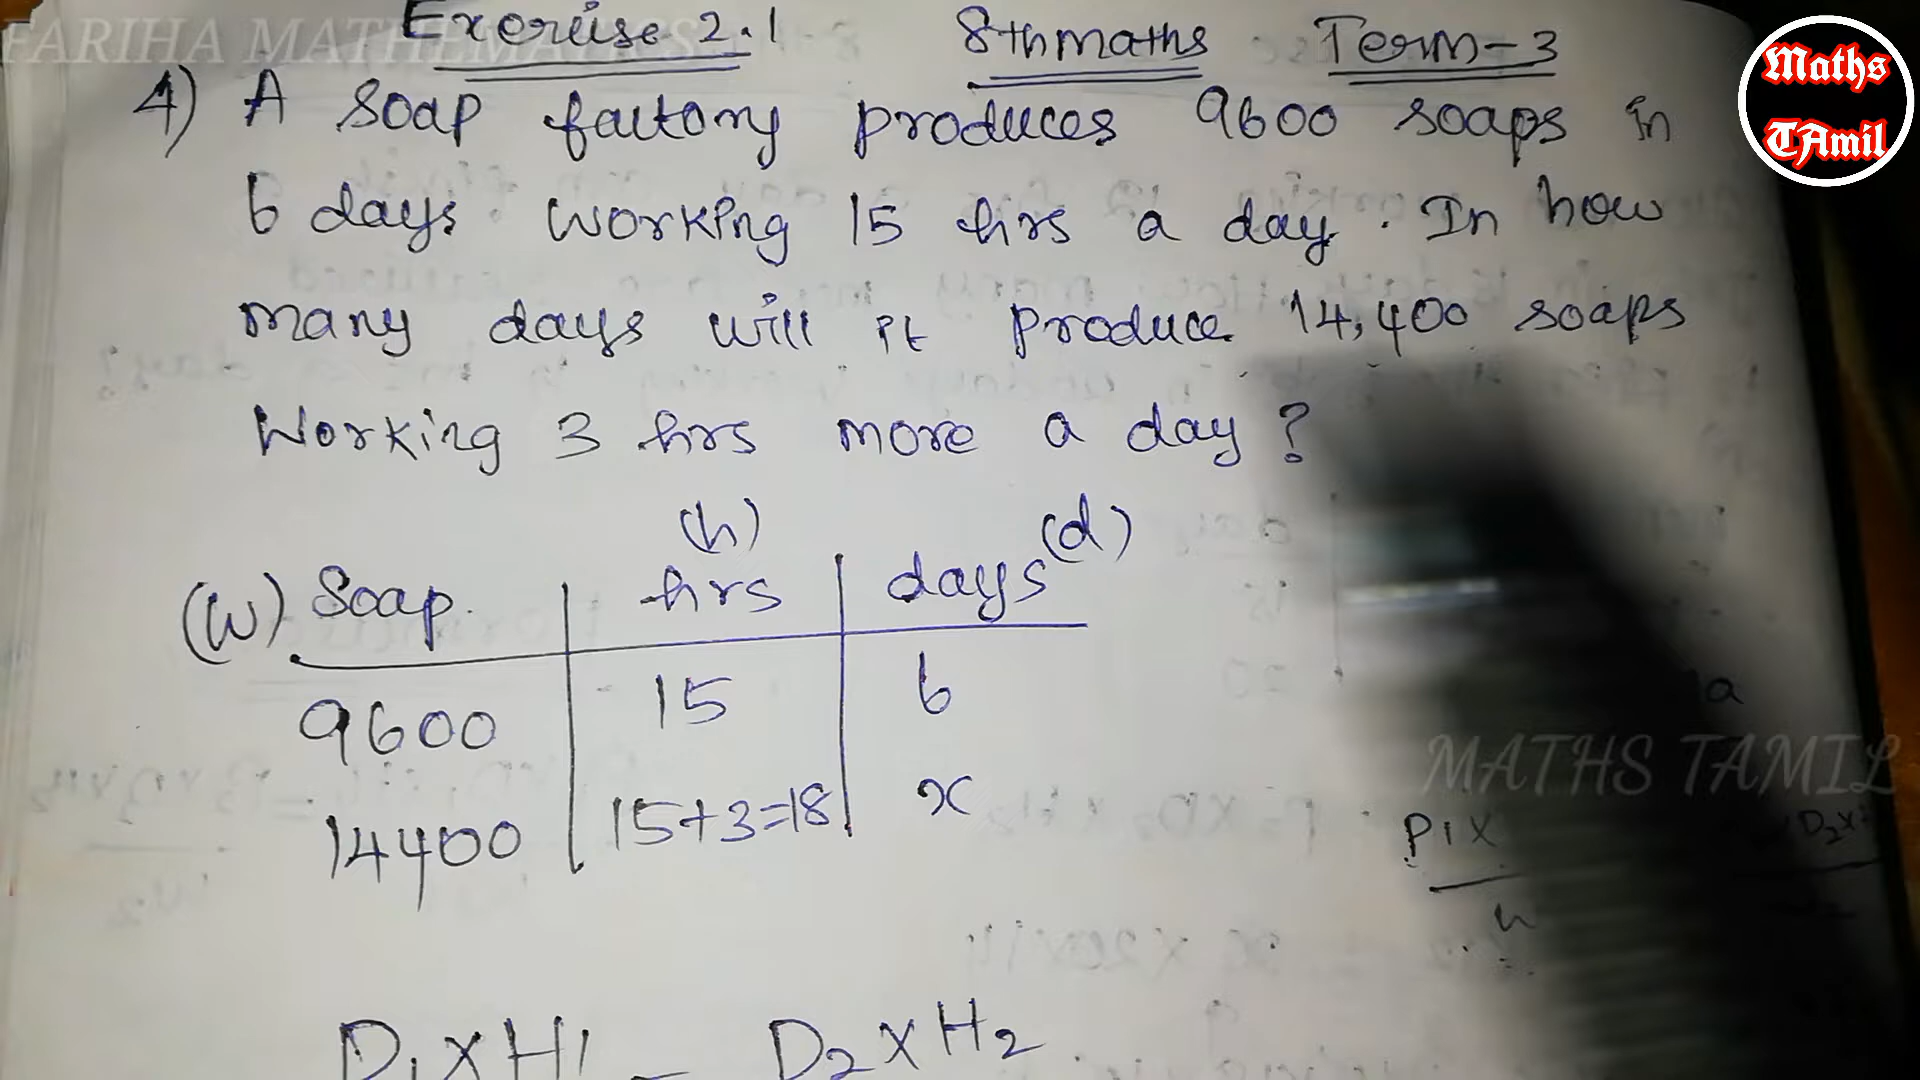 FARIHA MATHEMATICS
Exercise 2.1 8th maths Term-3
Maths
TAmil
4) A soap factory produces 9600 soaps in
6 days working 15 hrs a day. In how
many days will it produce 14,400 soaps
Working 3 hrs more a day?
(h) (d)
(W) Soap. hrs days
9600 15 6
14400 15+3=18 x
MATHS TAMIL
P1 X D2X
D1XH1 = D2XH2